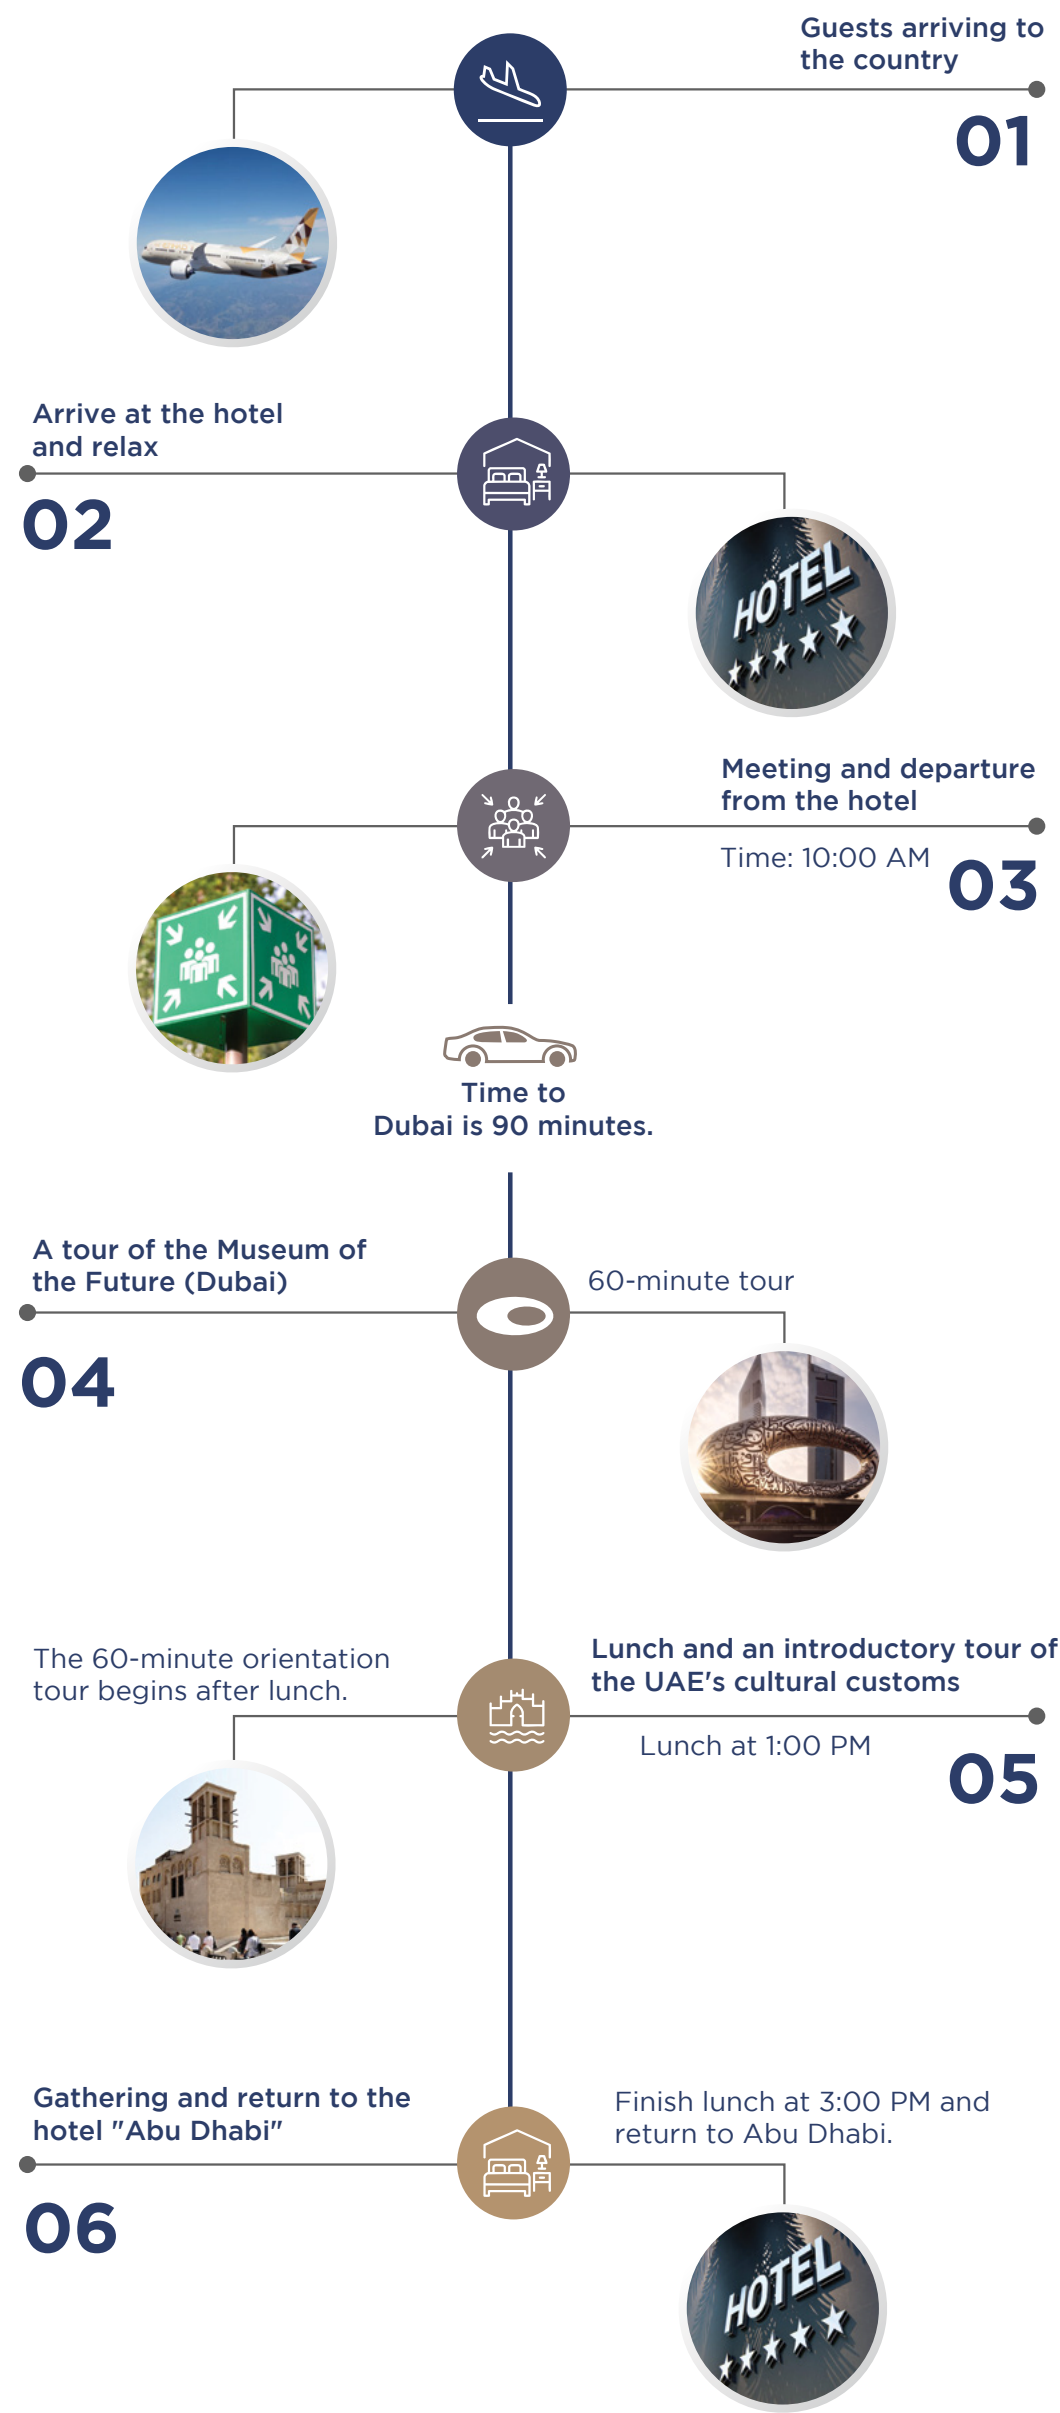 Guests arriving to
the country
01
Arrive at the hotel
and relax
02
HOTEL
Meeting and departure
from the hotel
Time: 10:00 AM
03
Time to
Dubai is 90 minutes.
A tour of the Museum of
the Future (Dubai)
60-minute tour
04
The 60-minute orientation
tour begins after lunch.
Lunch and an introductory tour of
the UAE's cultural customs
Lunch at 1:00 PM
05
Gathering and return to the
hotel "Abu Dhabi"
Finish lunch at 3:00 PM and
return to Abu Dhabi.
06
HOTEL